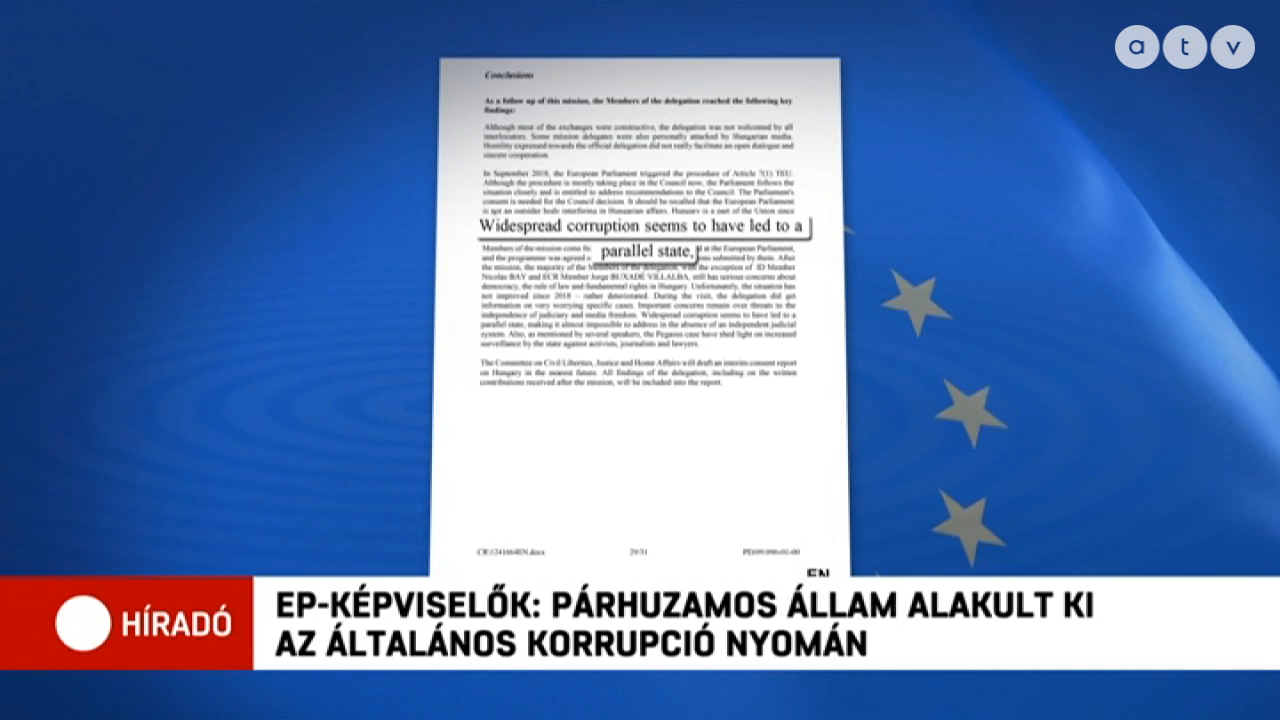 a t v
Conclusions
As a follow up of this mission, the Members of the delegation reached the following key
findings:
Although most of the exchanges were constructive, the delegation was not welcomed by all
interlocutors. Some mission delegates were also personally attacked by Hungarian media.
Hostility expressed towards the official delegation did not really facilitate an open dialogue and
sincere cooperation.
In September 2018, the European Parliament triggered the procedure of Article 7(1) TEU.
Although the procedure is mostly taking place in the Council now, the Parliament follows the
situation closely and is entitled to address recommendations to the Council. The Parliament's
consent is needed for the Council decision. It should be recalled that the European Parliament
is not an outsider body interfering in Hungarian affairs. Hungary is a part of the Union since
Widespread corruption seems to have led to a
parallel state,
Members of the mission come at the European Parliament,
and the programme was agreed submitted by them. After
the mission, the majority of the Members of the delegation, with the exception of ID Member
Nicolas BAY and ECR Member Jorge BUXADÉ VILLALBA, still has serious concerns about
democracy, the rule of law and fundamental rights in Hungary. Unfortunately, the situation has
not improved since 2018 – rather deteriorated. During the visit, the delegation did get
information on very worrying specific cases. Important concerns remain over threats to the
independence of judiciary and media freedom. Widespread corruption seems to have led to a
parallel state, making it almost impossible to address in the absence of an independent judicial
system. Also, as mentioned by several speakers, the Pegasus case have shed light on increased
surveillance by the state against activists, journalists and lawyers.
The Committee on Civil Liberties, Justice and Home Affairs will draft an interim consent report
on Hungary in the nearest future. All findings of the delegation, including on the written
contributions received after the mission, will be included into the report.
29/31
EN
HÍRADÓ
EP-KÉPVISELŐK: PÁRHUZAMOS ÁLLAM ALAKULT KI
AZ ÁLTALÁNOS KORRUPCIÓ NYOMÁN